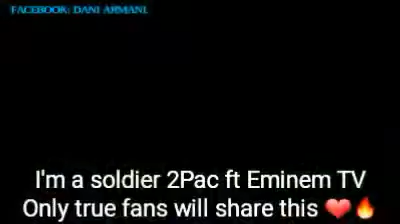 FACEBOOK: DANI ARMANI.
I'm a soldier 2Pac ft Eminem TV
Only true fans will share this ❤️🔥